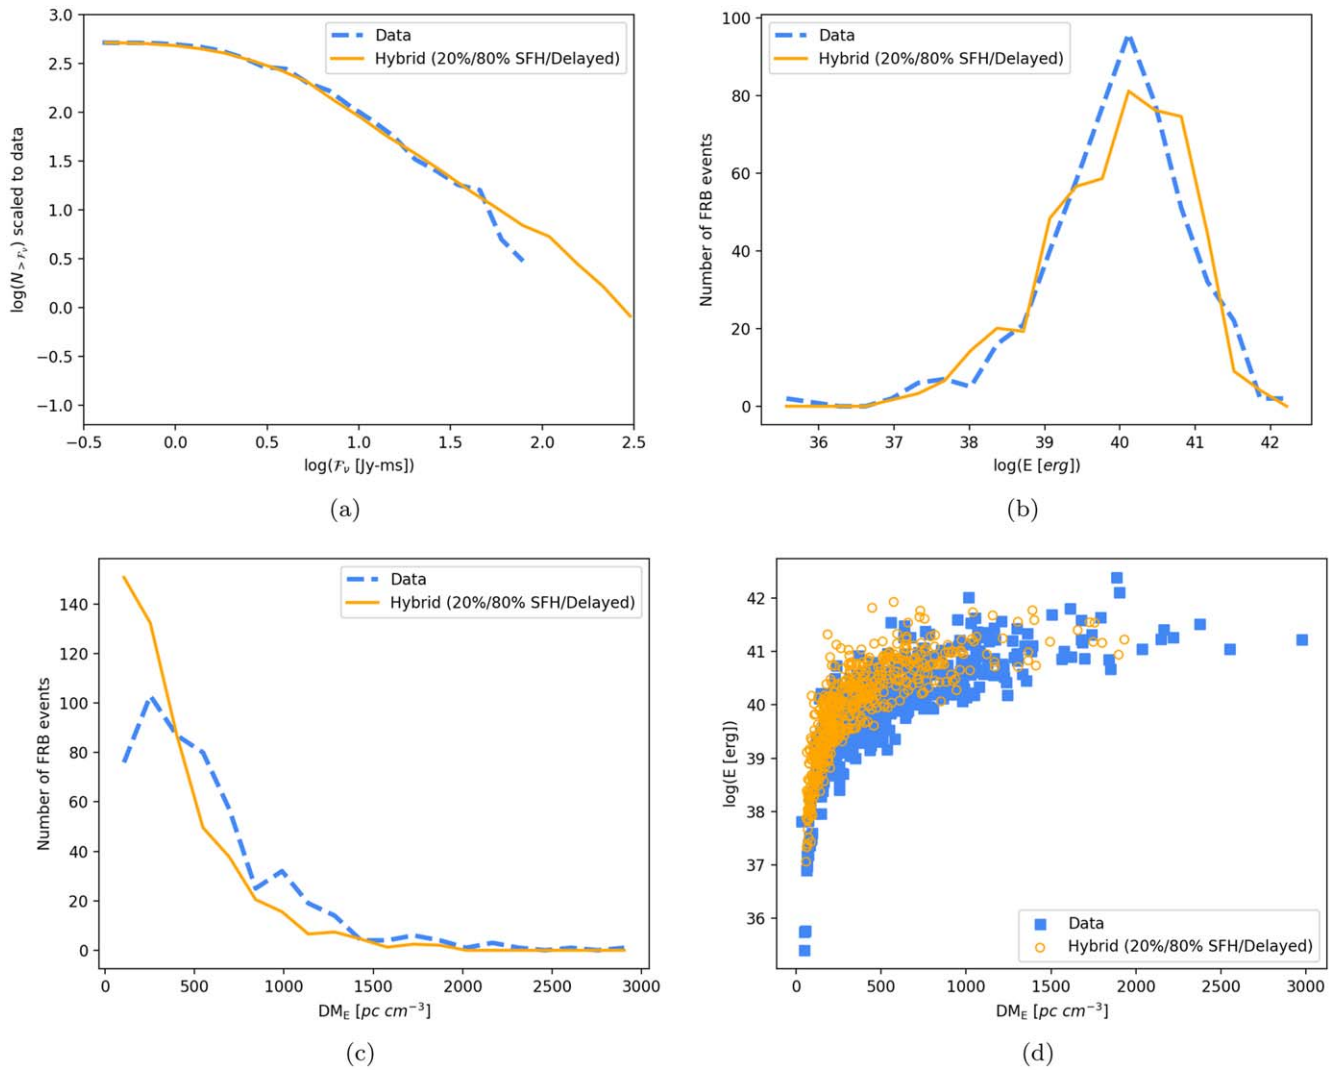 3.0
2.5
2.0
1.5
1.0
0.5
0.0
−0.5
−1.0
log(N>ℱν) scaled to data
Data
Hybrid (20%/80% SFH/Delayed)
−0.5 0.0 0.5 1.0 1.5 2.0 2.5
log(ℱν [Jy-ms])
(a)
100
80
60
40
20
0
Number of FRB events
Data
Hybrid (20%/80% SFH/Delayed)
36 37 38 39 40 41 42
log(E [erg])
(b)
140
120
100
80
60
40
20
0
Number of FRB events
Data
Hybrid (20%/80% SFH/Delayed)
0 500 1000 1500 2000 2500 3000
DME [pc cm⁻³]
(c)
42
41
40
39
38
37
36
log(E [erg])
Data
Hybrid (20%/80% SFH/Delayed)
0 500 1000 1500 2000 2500 3000
DME [pc cm⁻³]
(d)